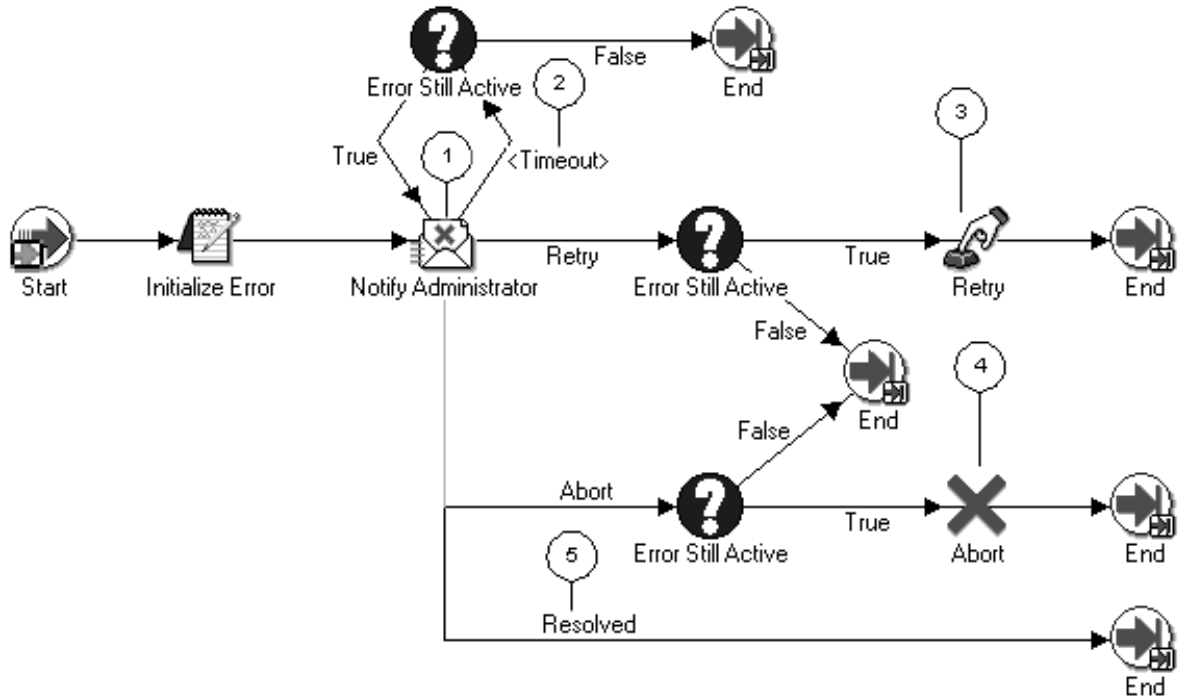 False
Error Still Active
End
2
3
True
1
<Timeout>
Start
Initialize Error
Notify Administrator
Retry
Error Still Active
True
Retry
End
False
4
End
False
Abort
Error Still Active
True
Abort
End
5
Resolved
End